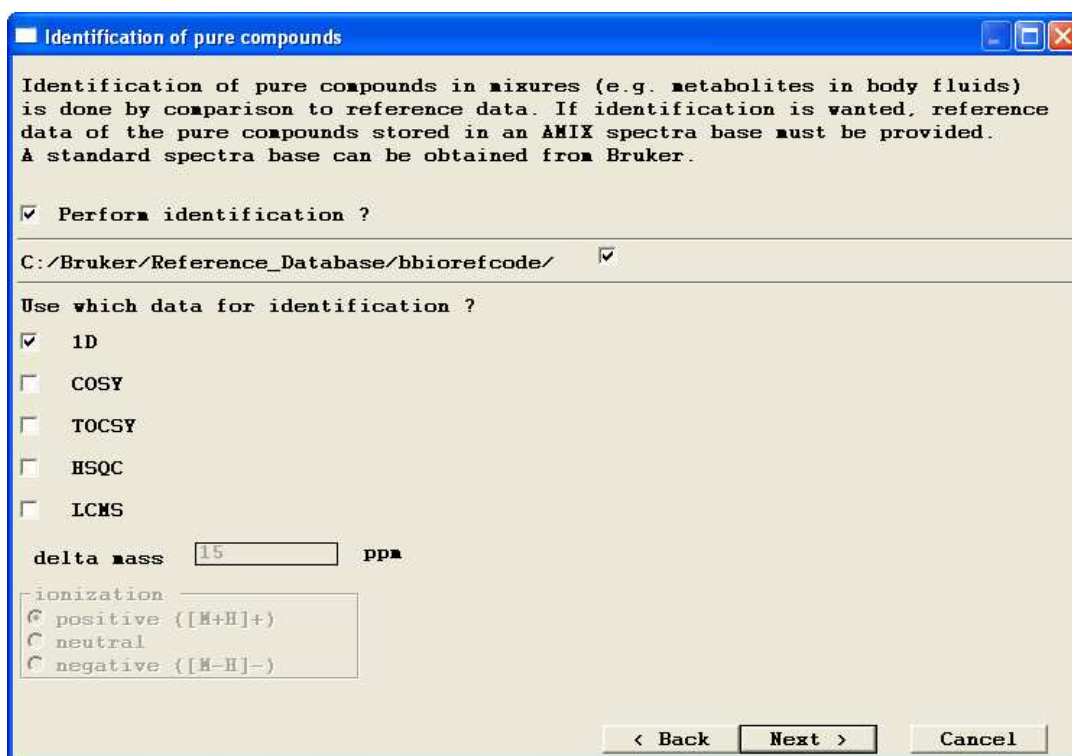 Identification of pure compounds
Identification of pure compounds in mixures (e.g. metabolites in body fluids)
is done by comparison to reference data. If identification is wanted, reference
data of the pure compounds stored in an AMIX spectra base must be provided.
A standard spectra base can be obtained from Bruker.
Perform identification ?
C:/Bruker/Reference_Database/bbiorefcode/
Use which data for identification ?
1D
COSY
TOCSY
HSQC
LCMS
delta mass 15 ppm
ionization
positive ([M+H]+)
neutral
negative ([M-H]-)
< Back Next > Cancel